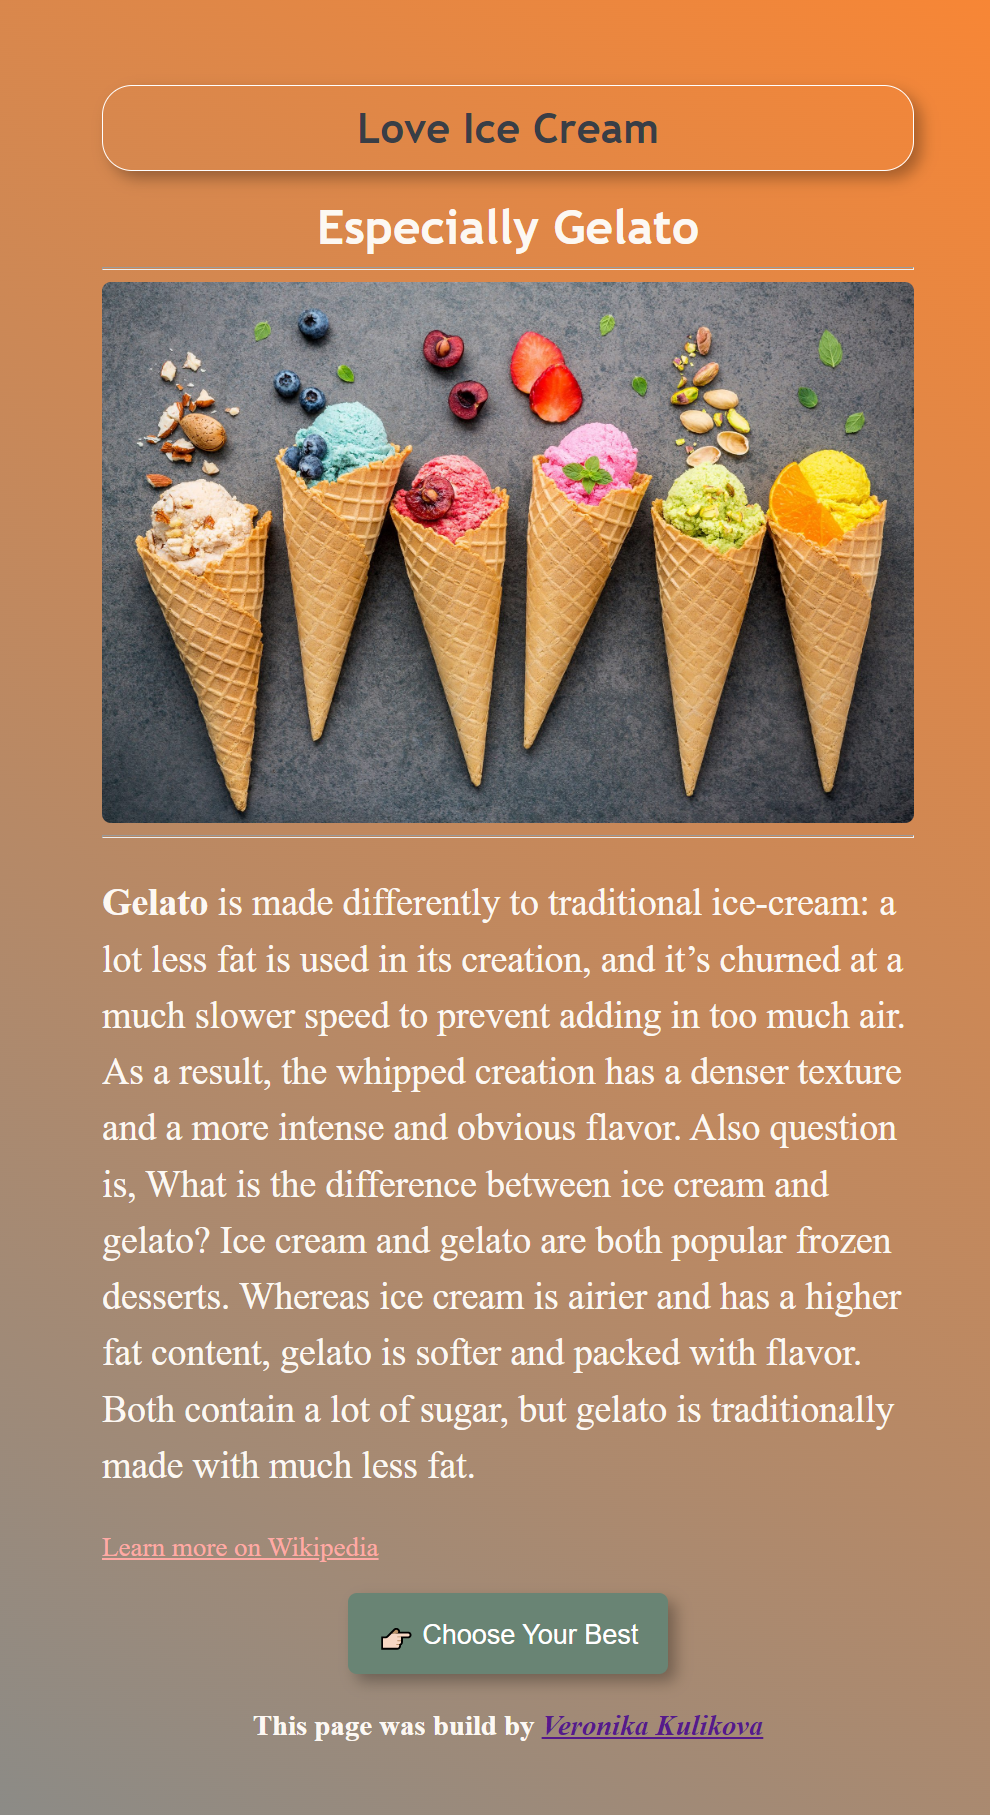 Love Ice Cream
Especially Gelato
Gelato is made differently to traditional ice-cream: a
lot less fat is used in its creation, and it’s churned at a
much slower speed to prevent adding in too much air.
As a result, the whipped creation has a denser texture
and a more intense and obvious flavor. Also question
is, What is the difference between ice cream and
gelato? Ice cream and gelato are both popular frozen
desserts. Whereas ice cream is airier and has a higher
fat content, gelato is softer and packed with flavor.
Both contain a lot of sugar, but gelato is traditionally
made with much less fat.
Learn more on Wikipedia
👉🏻 Choose Your Best
This page was build by Veronika Kulikova